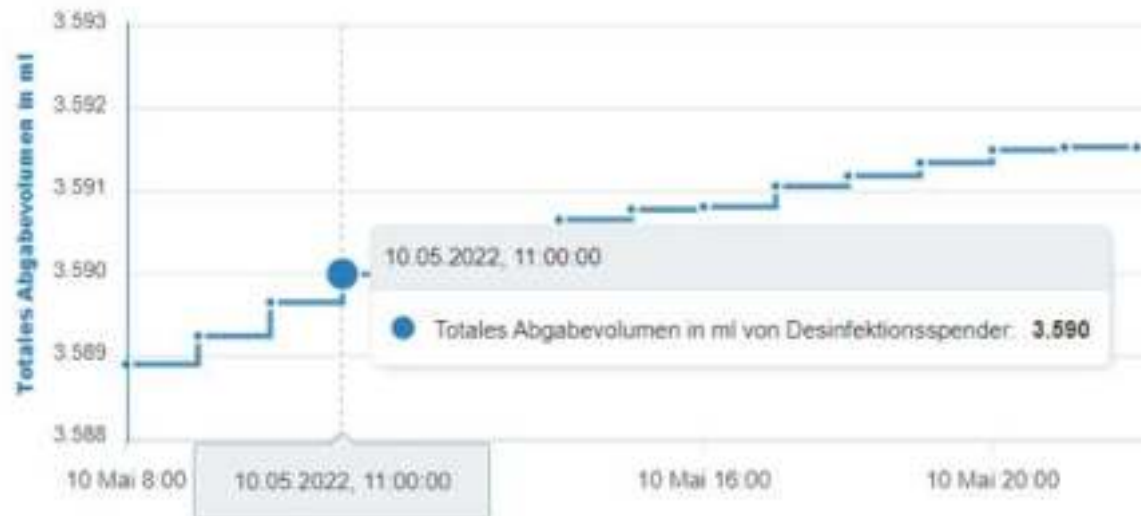 Totales Abgabevolumen in ml
3.593
3.592
3.591
3.590
3.589
3.588
10.05.2022, 11:00:00
Totales Abgabevolumen in ml von Desinfektionsspender: 3.590
10 Mai 8:00
10.05.2022, 11:00:00
10 Mai 16:00
10 Mai 20:00